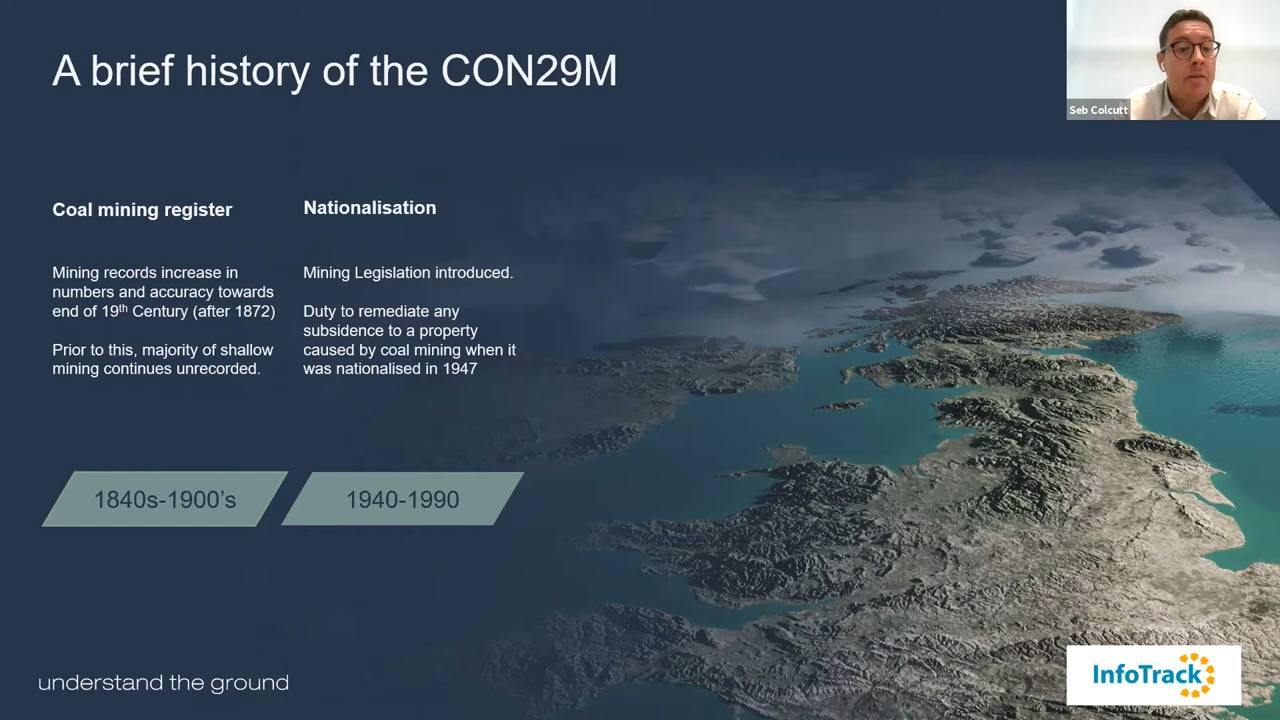 A brief history of the CON29M
Seb Colcutt
Coal mining register
Mining records increase in
numbers and accuracy towards
end of 19th Century (after 1872)
Prior to this, majority of shallow
mining continues unrecorded.
1840s-1900's
Nationalisation
Mining Legislation introduced.
Duty to remediate any
subsidence to a property
caused by coal mining when it
was nationalised in 1947
1940-1990
understand the ground
InfoTrack